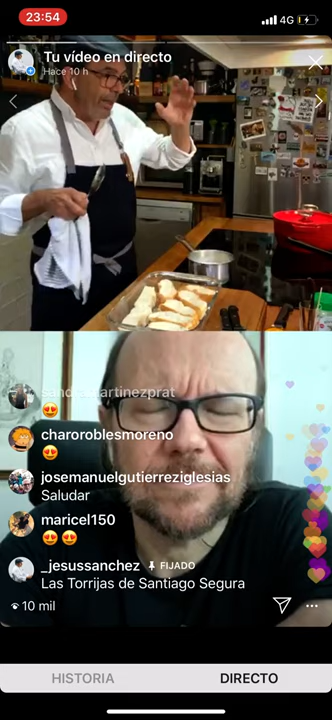 23:54
4G
Tu vídeo en directo
Hace 10 h
sandramartinezprat
charoroblesmoreno
josemanuelgutierreziglesias
Saludar
maricel150
_jesussanchez FIJADO
Las Torrijas de Santiago Segura
10 mil
HISTORIA DIRECTO